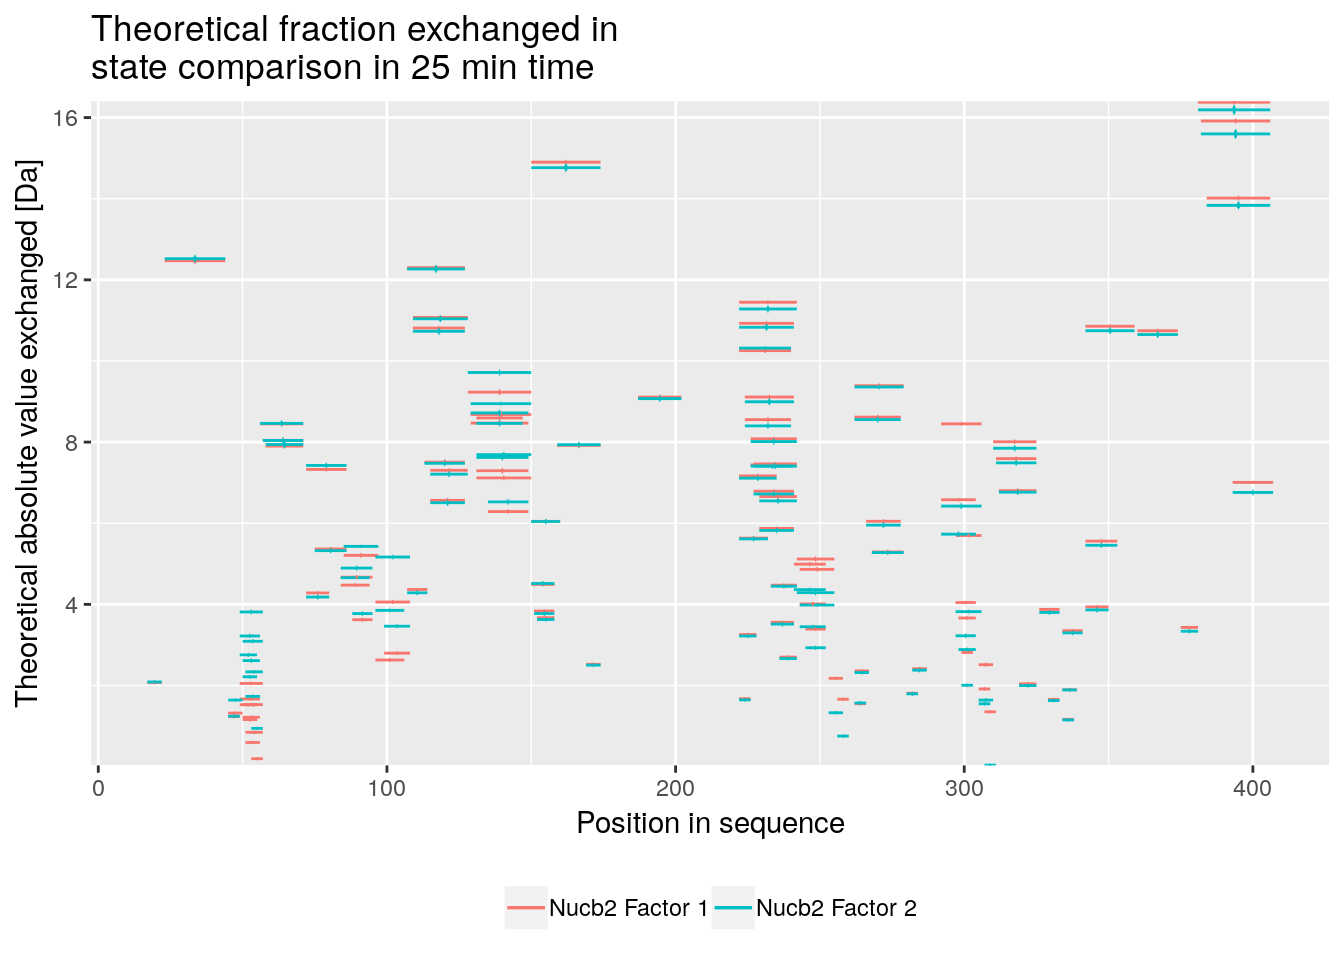 Theoretical fraction exchanged in
state comparison in 25 min time
Theoretical absolute value exchanged [Da]
16
12
8
4
0 100 200 300 400
Position in sequence
Nucb2 Factor 1 Nucb2 Factor 2